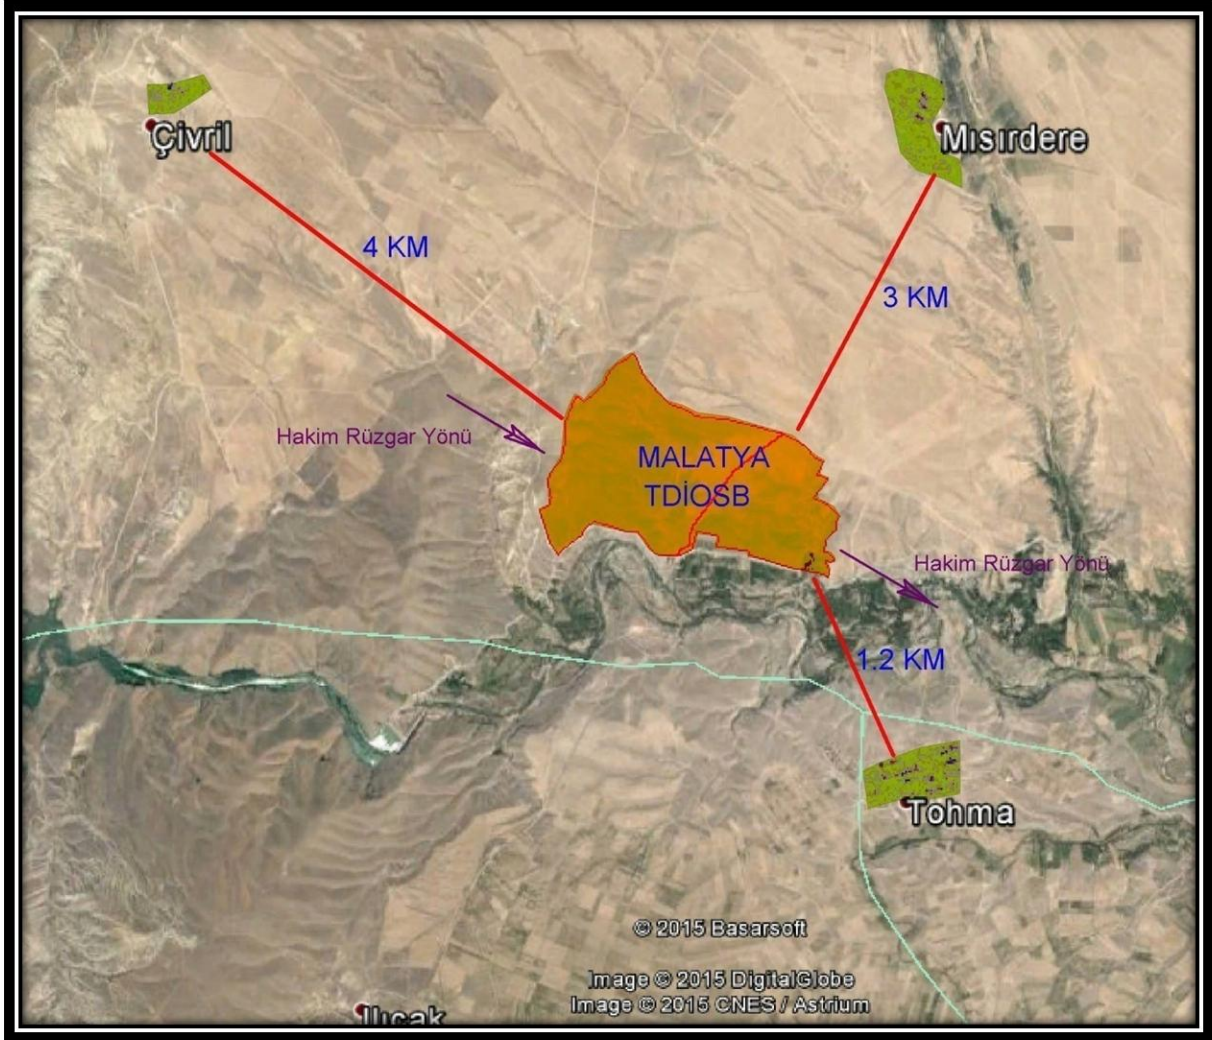 Çivril
Mısırdere
4 KM
3 KM
Hakim Rüzgar Yönü
MALATYA
TDİOSB
Hakim Rüzgar Yönü
1.2 KM
Tohma
© 2015 Basarsoft
Image © 2015 DigitalGlobe
Image © 2015 CNES / Astrium
Ilıcak